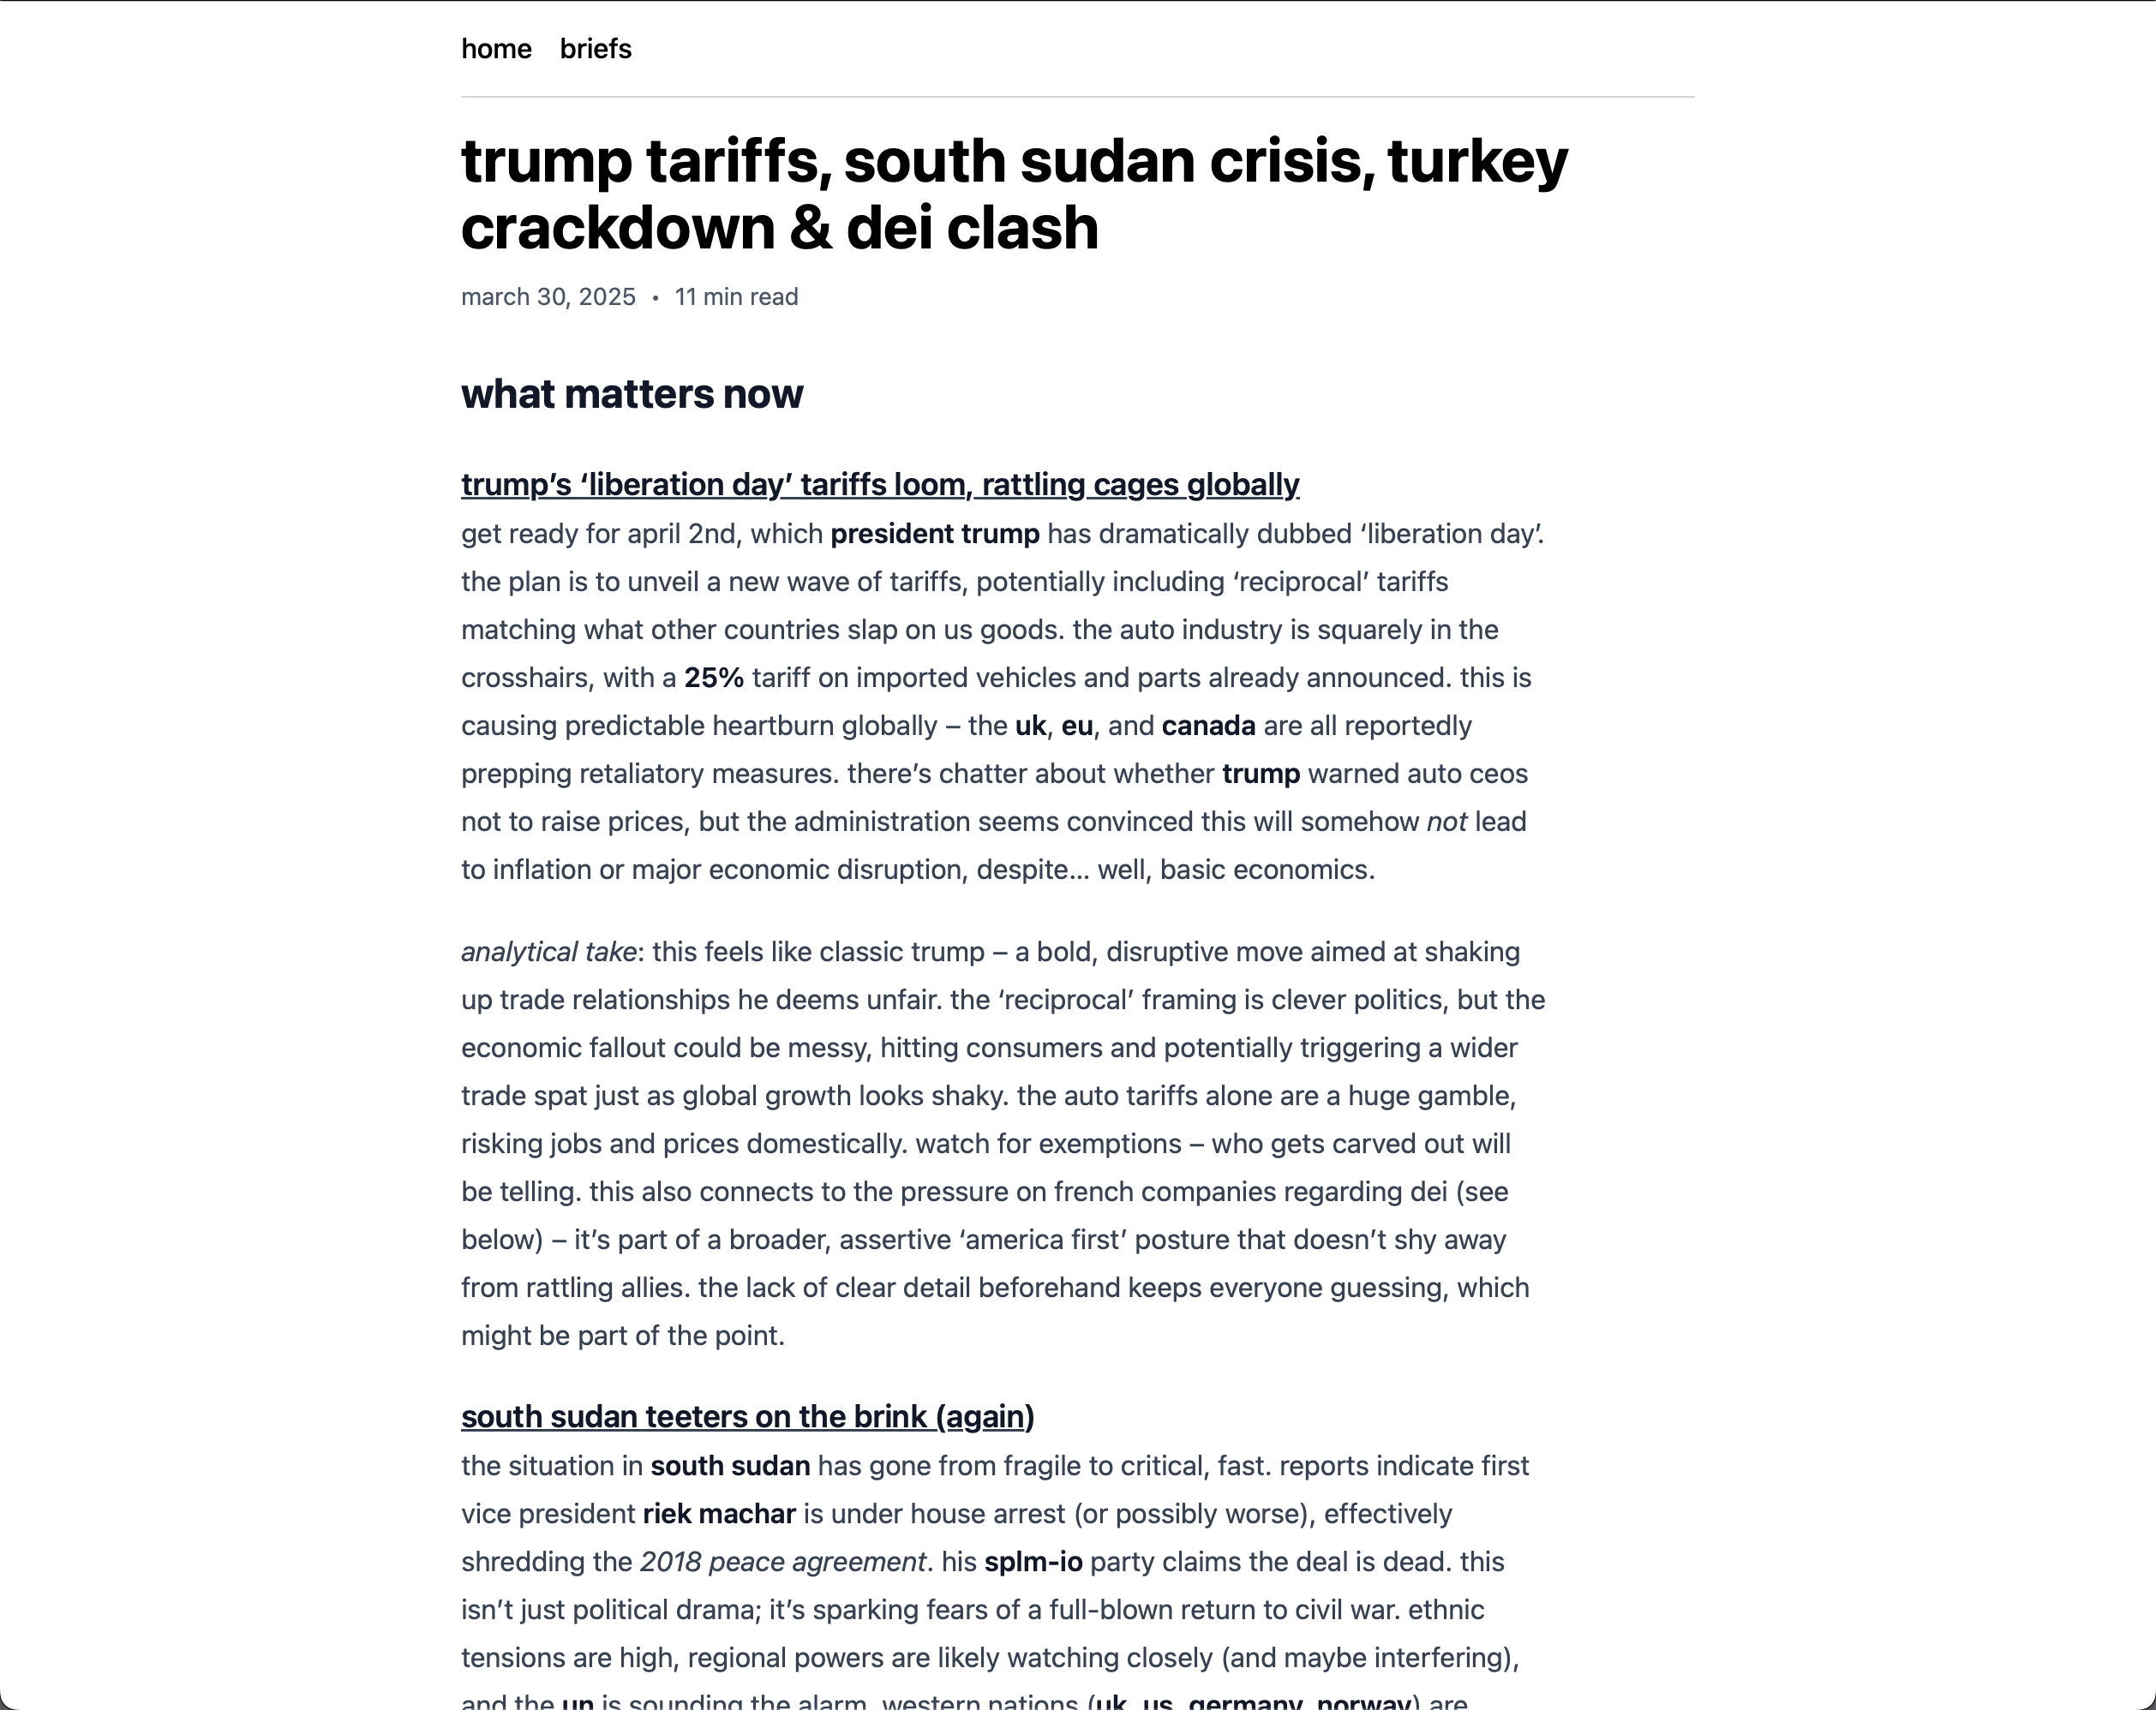 home briefs
trump tariffs, south sudan crisis, turkey
crackdown & dei clash
march 30, 2025 • 11 min read
what matters now
trump’s ‘liberation day’ tariffs loom, rattling cages globally
get ready for april 2nd, which president trump has dramatically dubbed ‘liberation day’.
the plan is to unveil a new wave of tariffs, potentially including ‘reciprocal’ tariffs
matching what other countries slap on us goods. the auto industry is squarely in the
crosshairs, with a 25% tariff on imported vehicles and parts already announced. this is
causing predictable heartburn globally – the uk, eu, and canada are all reportedly
prepping retaliatory measures. there’s chatter about whether trump warned auto ceos
not to raise prices, but the administration seems convinced this will somehow not lead
to inflation or major economic disruption, despite… well, basic economics.
analytical take: this feels like classic trump – a bold, disruptive move aimed at shaking
up trade relationships he deems unfair. the ‘reciprocal’ framing is clever politics, but the
economic fallout could be messy, hitting consumers and potentially triggering a wider
trade spat just as global growth looks shaky. the auto tariffs alone are a huge gamble,
risking jobs and prices domestically. watch for exemptions – who gets carved out will
be telling. this also connects to the pressure on french companies regarding dei (see
below) – it’s part of a broader, assertive ‘america first’ posture that doesn’t shy away
from rattling allies. the lack of clear detail beforehand keeps everyone guessing, which
might be part of the point.
south sudan teeters on the brink (again)
the situation in south sudan has gone from fragile to critical, fast. reports indicate first
vice president riek machar is under house arrest (or possibly worse), effectively
shredding the 2018 peace agreement. his splm-io party claims the deal is dead. this
isn’t just political drama; it’s sparking fears of a full-blown return to civil war. ethnic
tensions are high, regional powers are likely watching closely (and maybe interfering),
and the un is sounding the alarm. western nations (uk, us, germany, norway) are